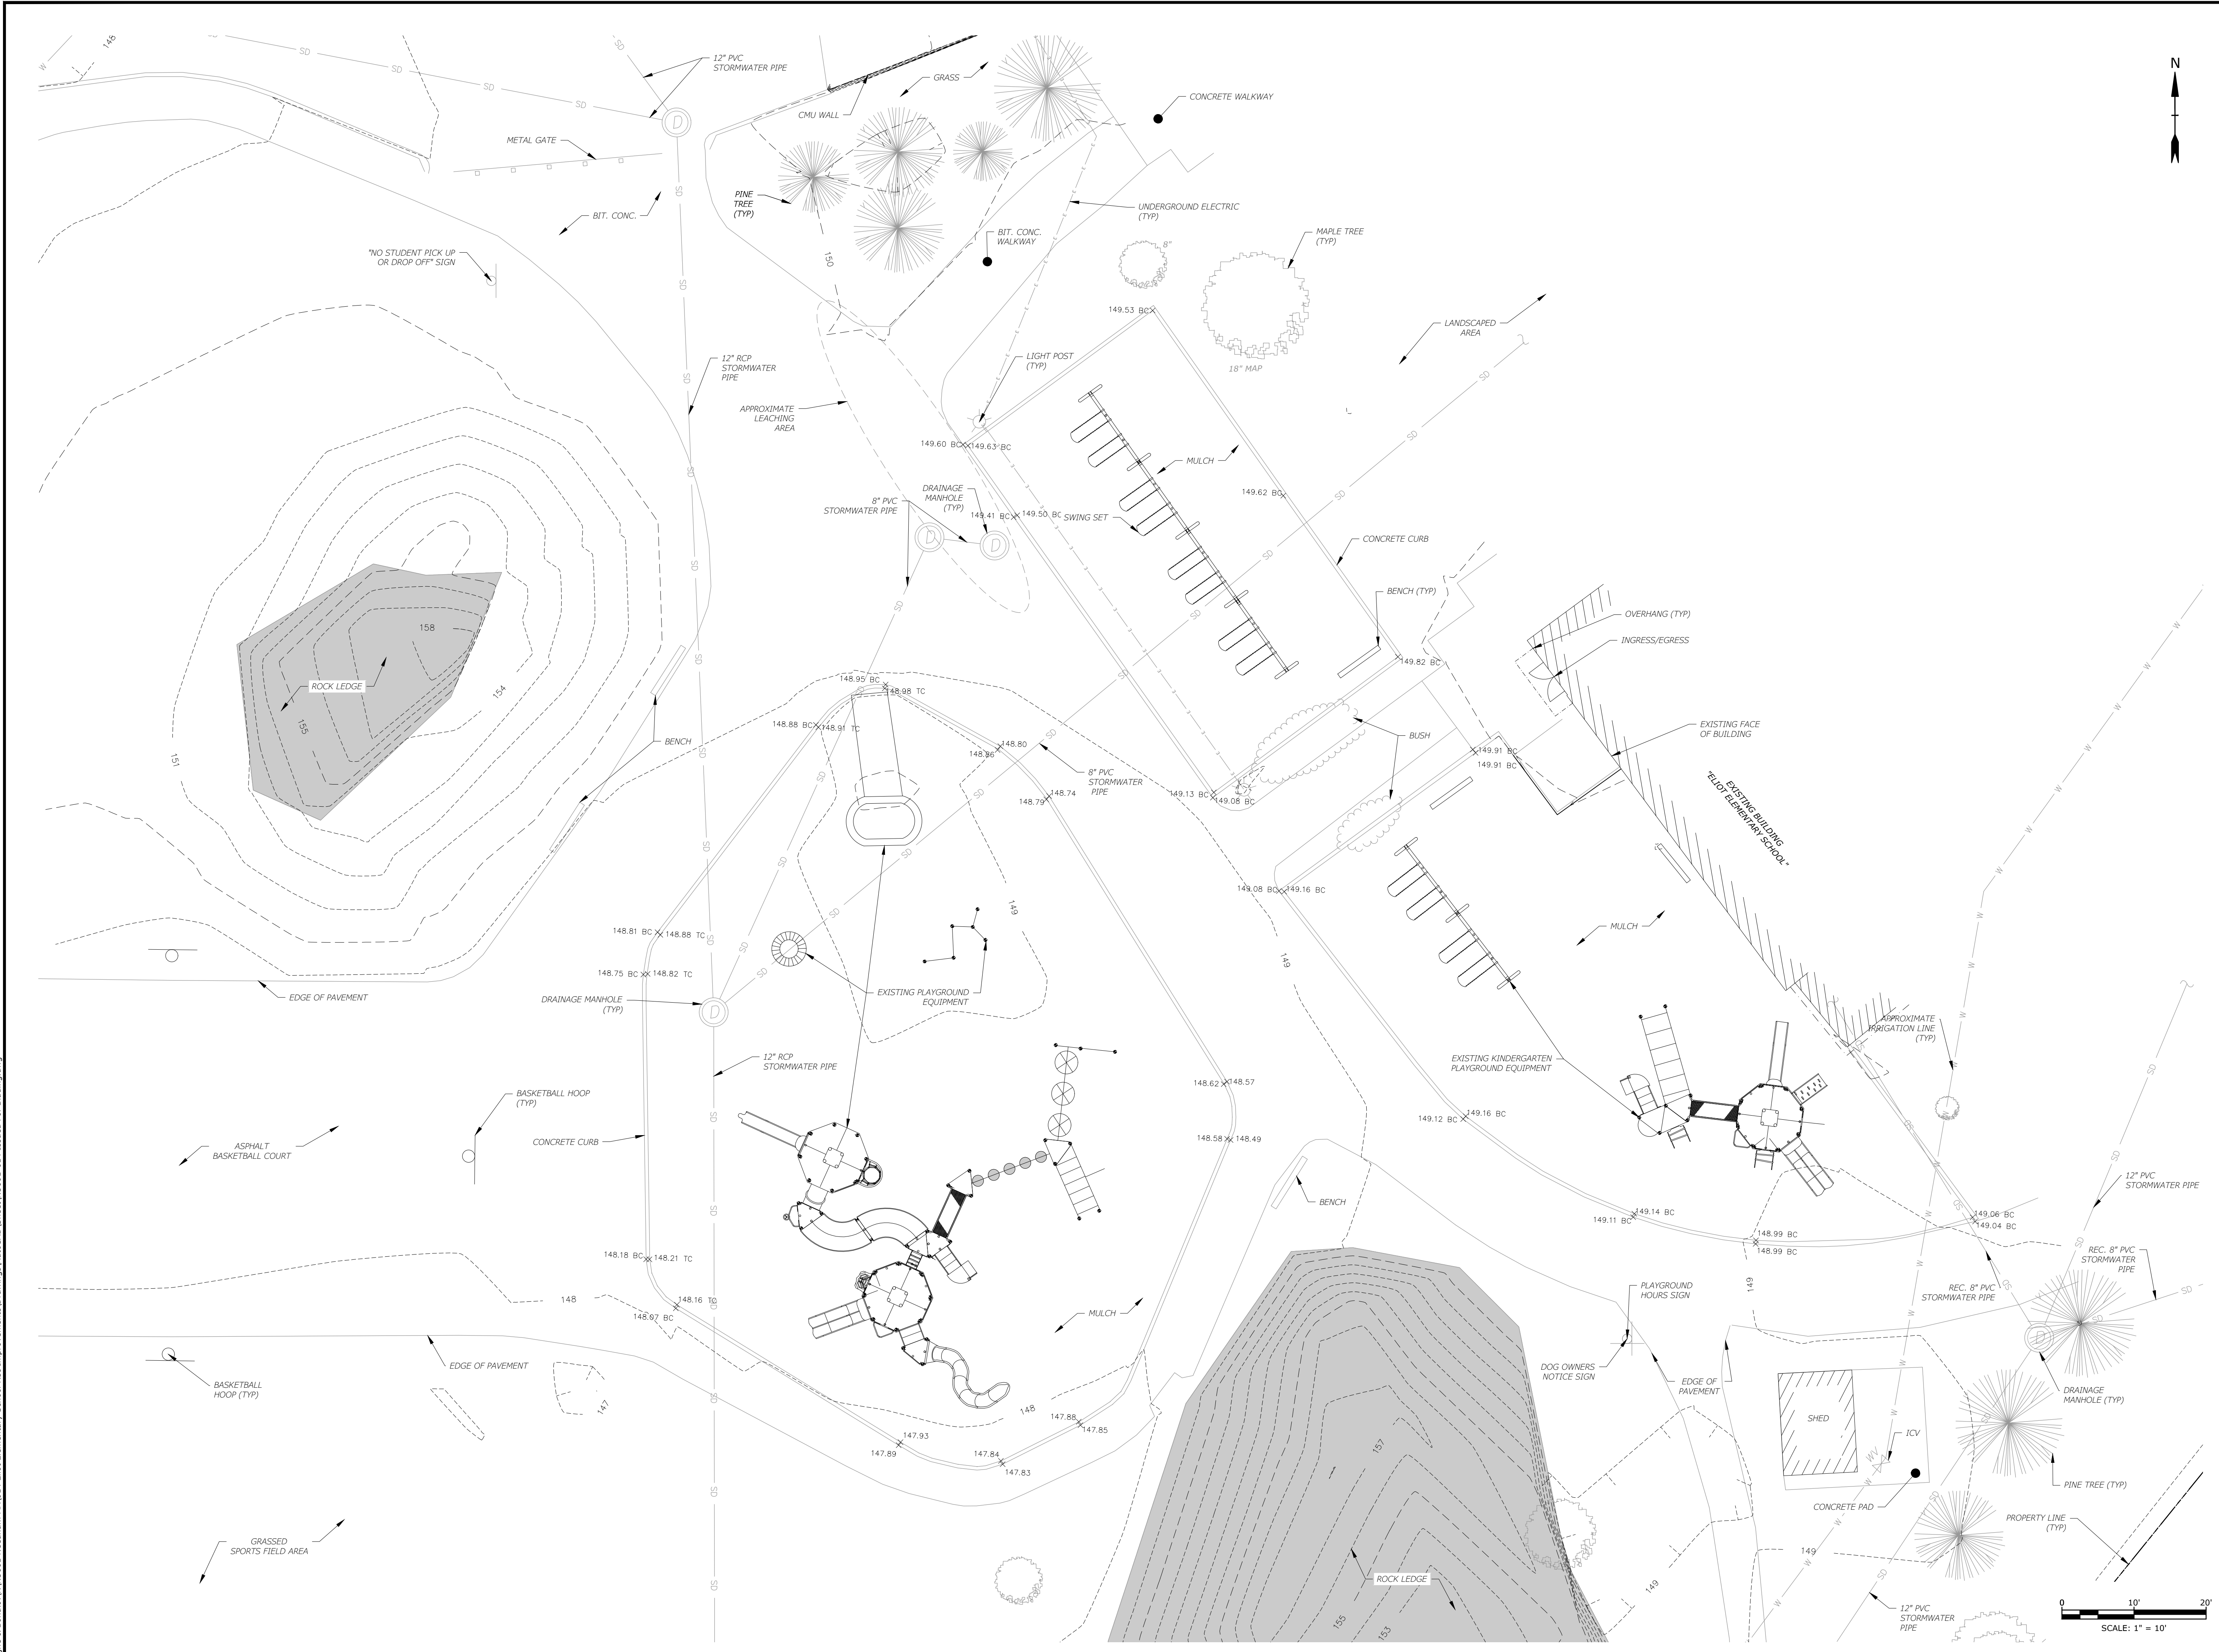 148
12" PVC
STORMWATER PIPE
N
GRASS
CMU WALL
CONCRETE WALKWAY
METAL GATE
PINE
TREE
(TYP)
BIT. CONC.
UNDERGROUND ELECTRIC
(TYP)
BIT. CONC.
WALKWAY
MAPLE TREE
(TYP)
8"
150
"NO STUDENT PICK UP
OR DROP OFF" SIGN
149.53 BC
LANDSCAPED
AREA
12" RCP
STORMWATER
PIPE
LIGHT POST
(TYP)
18" MAP
APPROXIMATE
LEACHING
AREA
149.60 BC
149.63 BC
MULCH
149.62 BC
8" PVC
STORMWATER PIPE
DRAINAGE
MANHOLE
(TYP)
149.41 BC
149.50 BC
SWING SET
CONCRETE CURB
BENCH (TYP)
OVERHANG (TYP)
INGRESS/EGRESS
158
149.82 BC
ROCK LEDGE
154
155
151
148.95 BC
148.98 TC
148.88 BC
148.91 TC
BENCH
148.80
148.86
BUSH
EXISTING FACE
OF BUILDING
149.91 BC
149.91 BC
8" PVC
STORMWATER
PIPE
148.74
148.79
149.13 BC
149.08 BC
EXISTING BUILDING
"ELIOT ELEMENTARY SCHOOL"
149.08 BC
149.16 BC
149
149
MULCH
148.81 BC
148.88 TC
148.75 BC
148.82 TC
EDGE OF PAVEMENT
DRAINAGE MANHOLE
(TYP)
EXISTING PLAYGROUND
EQUIPMENT
APPROXIMATE
IRRIGATION LINE
(TYP)
12" RCP
STORMWATER PIPE
EXISTING KINDERGARTEN
PLAYGROUND EQUIPMENT
BASKETBALL HOOP
(TYP)
148.62
148.57
ASPHALT
BASKETBALL COURT
CONCRETE CURB
148.58
148.49
149.12 BC
149.16 BC
BENCH
12" PVC
STORMWATER PIPE
149.14 BC
149.11 BC
149.06 BC
149.04 BC
148.99 BC
148.99 BC
148.18 BC
148.21 TC
REC. 8" PVC
STORMWATER
PIPE
REC. 8" PVC
STORMWATER PIPE
149
148
148.16 TC
148.07 BC
MULCH
PLAYGROUND
HOURS SIGN
EDGE OF PAVEMENT
DOG OWNERS
NOTICE SIGN
EDGE OF
PAVEMENT
BASKETBALL
HOOP (TYP)
147
148
DRAINAGE
MANHOLE (TYP)
SHED
ICV
WV
147.88
147.85
147.93
147.89
147.84
147.83
157
PINE TREE (TYP)
CONCRETE PAD
PROPERTY LINE
(TYP)
GRASSED
SPORTS FIELD AREA
149
149
ROCK LEDGE
155
153
12" PVC
STORMWATER
PIPE
0 10' 20'
SCALE: 1" = 10'